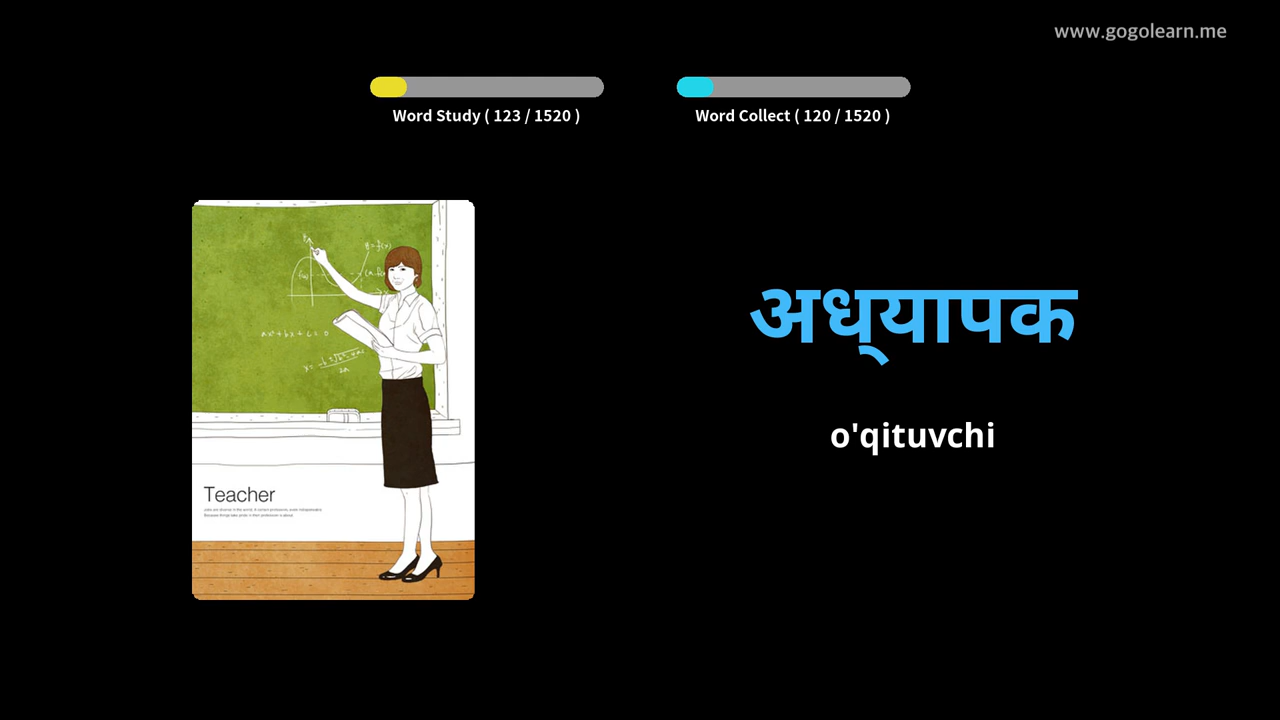 www.gogolearn.me
Word Study ( 123 / 1520 )
Word Collect ( 120 / 1520 )
अध्‌यापक
o'qituvchi
Teacher